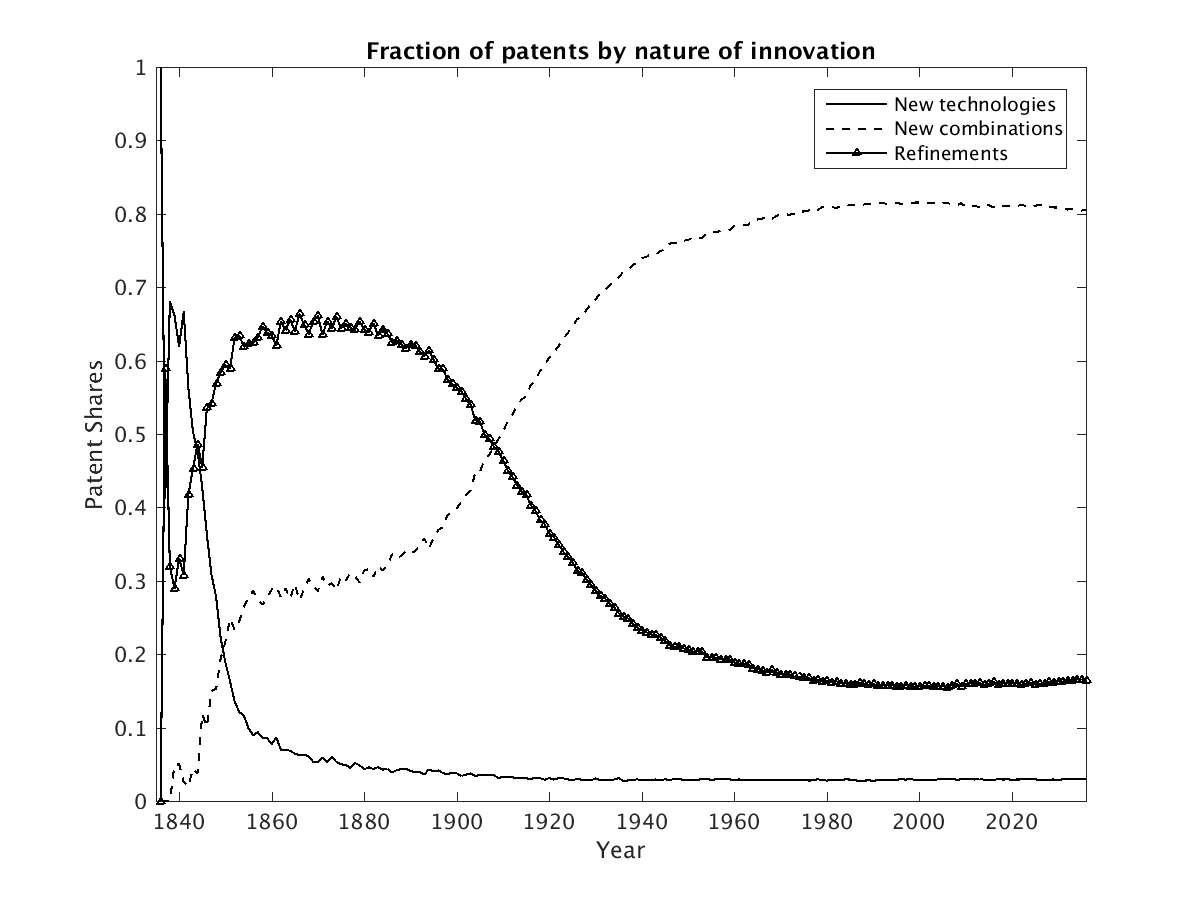 Fraction of patents by nature of innovation
New technologies
New combinations
Refinements
1
0.9
0.8
0.7
0.6
0.5
0.4
0.3
0.2
0.1
0
Patent Shares
1840 1860 1880 1900 1920 1940 1960 1980 2000 2020
Year